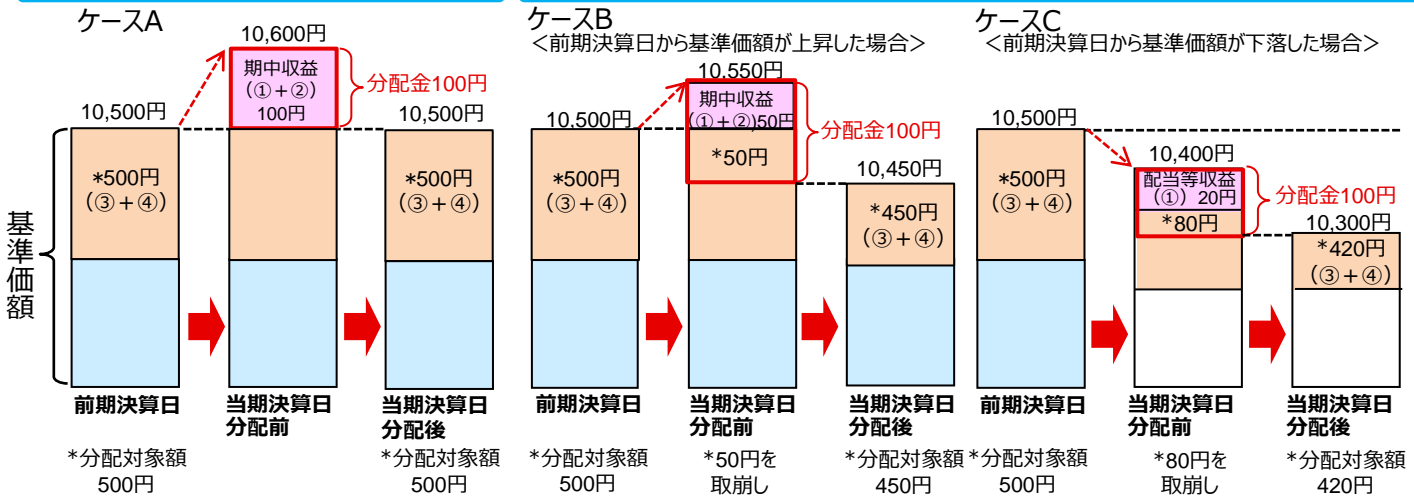 ケースA
10,600円
期中収益
(①+②)
100円
分配金100円
10,500円
10,500円
*500円
(③+④)
*500円
(③+④)
基準価額
前期決算日
当期決算日
分配前
当期決算日
分配後
*分配対象額
500円
*分配対象額
500円
ケースB
<前期決算日から基準価額が上昇した場合>
10,550円
期中収益
(①+②)50円
分配金100円
10,500円
*50円
10,450円
*500円
(③+④)
*450円
(③+④)
前期決算日
当期決算日
分配前
当期決算日
分配後
*分配対象額
500円
*50円を
取崩し
*分配対象額
450円
ケースC
<前期決算日から基準価額が下落した場合>
10,500円
10,400円
配当等収益
(①) 20円
分配金100円
*80円
10,300円
*500円
(③+④)
*420円
(③+④)
前期決算日
当期決算日
分配前
当期決算日
分配後
*分配対象額
500円
*80円を
取崩し
*分配対象額
420円